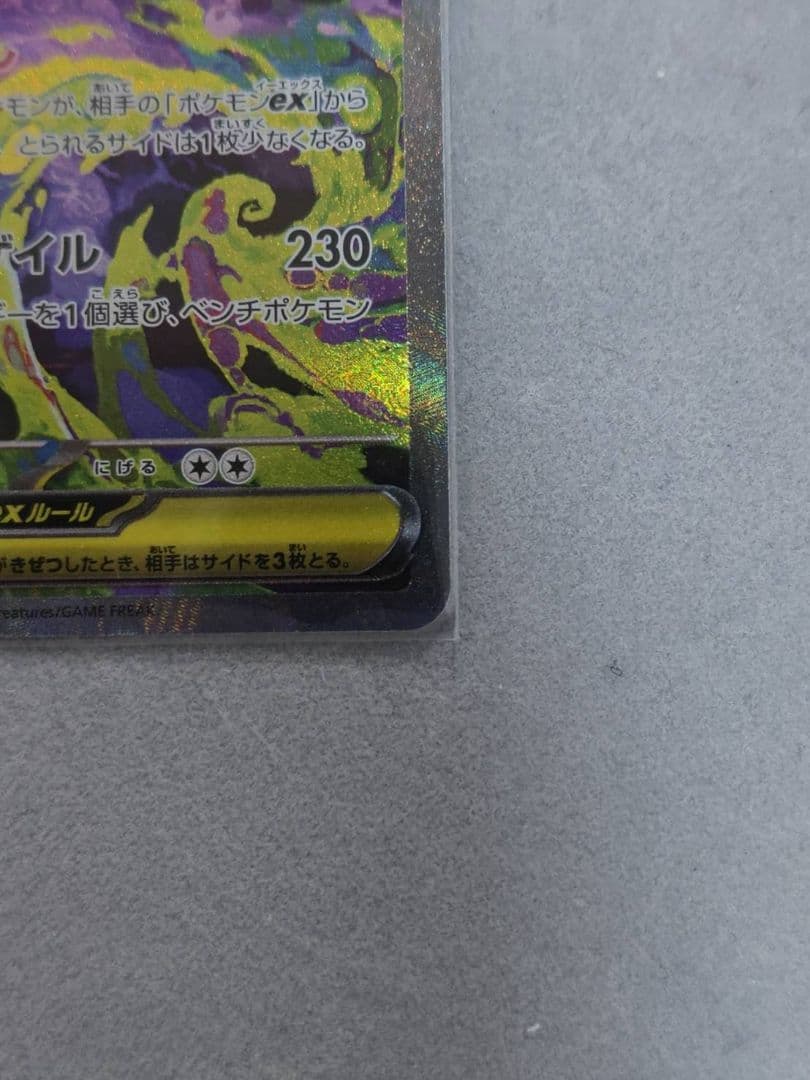 モンが、相手の「ポケモンex」から
とられるサイドは1枚少なくなる。
ゲイル 230
ーを1個選び、ベンチポケモン
にげる
exルール
がきぜつしたとき、相手はサイドを3枚とる。
reatures/GAME FREAK